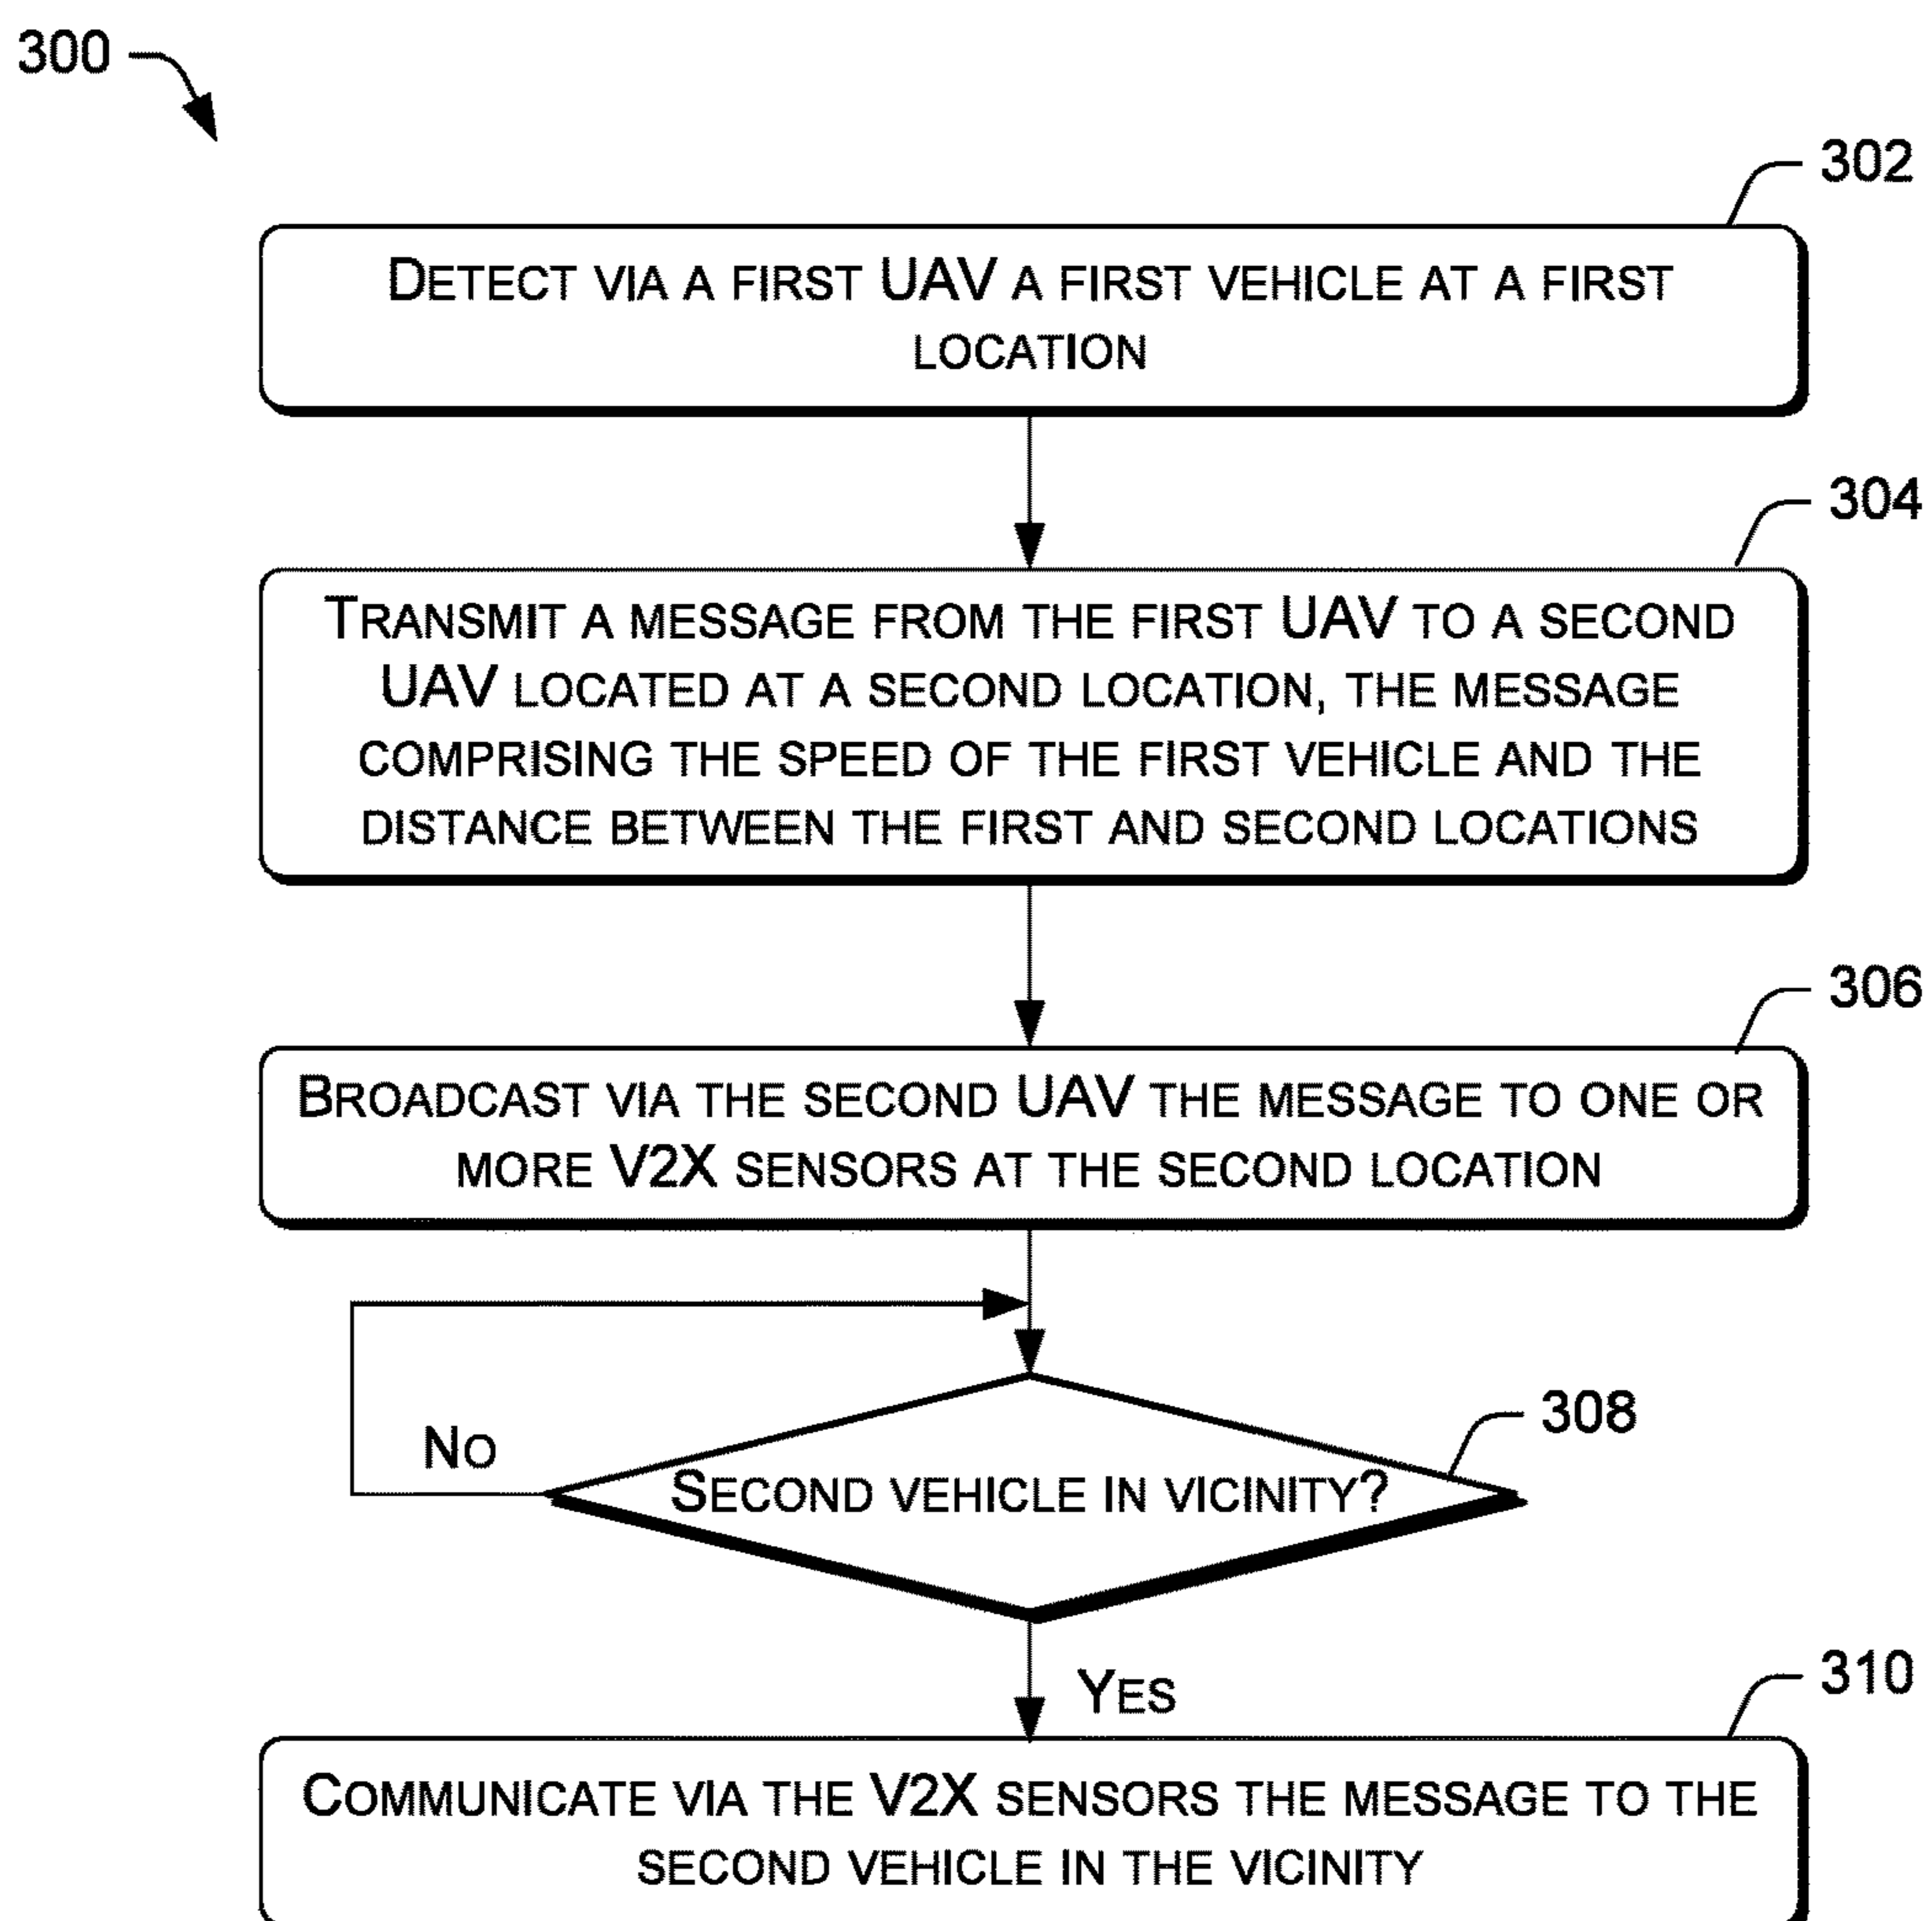 300
302
DETECT VIA A FIRST UAV A FIRST VEHICLE AT A FIRST
LOCATION
304
TRANSMIT A MESSAGE FROM THE FIRST UAV TO A SECOND
UAV LOCATED AT A SECOND LOCATION, THE MESSAGE
COMPRISING THE SPEED OF THE FIRST VEHICLE AND THE
DISTANCE BETWEEN THE FIRST AND SECOND LOCATIONS
306
BROADCAST VIA THE SECOND UAV THE MESSAGE TO ONE OR
MORE V2X SENSORS AT THE SECOND LOCATION
308
NO
SECOND VEHICLE IN VICINITY?
YES
310
COMMUNICATE VIA THE V2X SENSORS THE MESSAGE TO THE
SECOND VEHICLE IN THE VICINITY